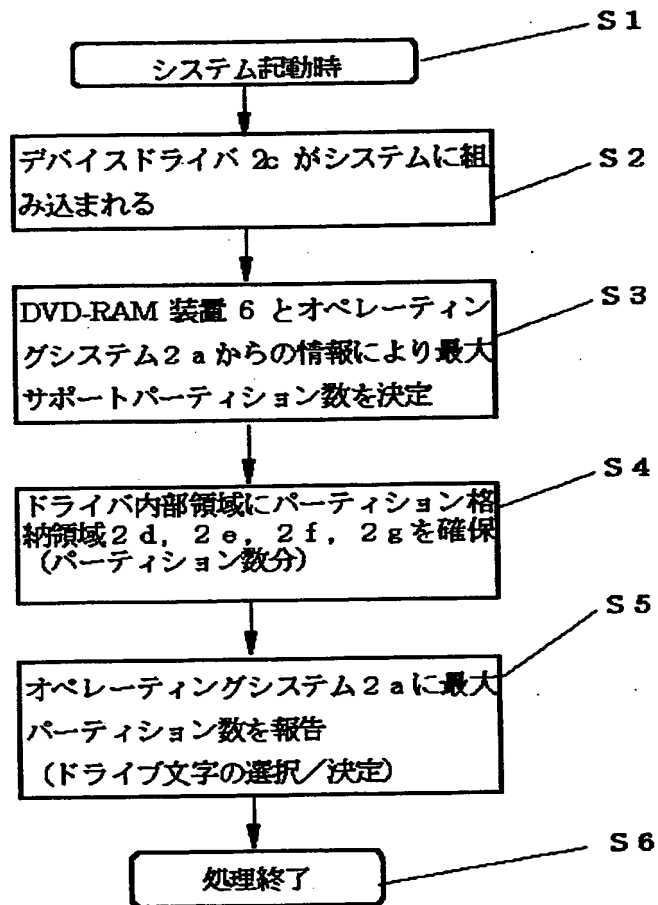 S1
システム起動時
デバイスドライバ 2c がシステムに組
み込まれる
S2
DVD-RAM 装置 6 とオペレーティン
グシステム2aからの情報により最大
サポートパーティション数を決定
S3
ドライバ内部領域にパーティション格
納領域2d，2e，2f，2gを確保
(パーティション数分)
S4
オペレーティングシステム2aに最大
パーティション数を報告
(ドライブ文字の選択／決定)
S5
処理終了
S6